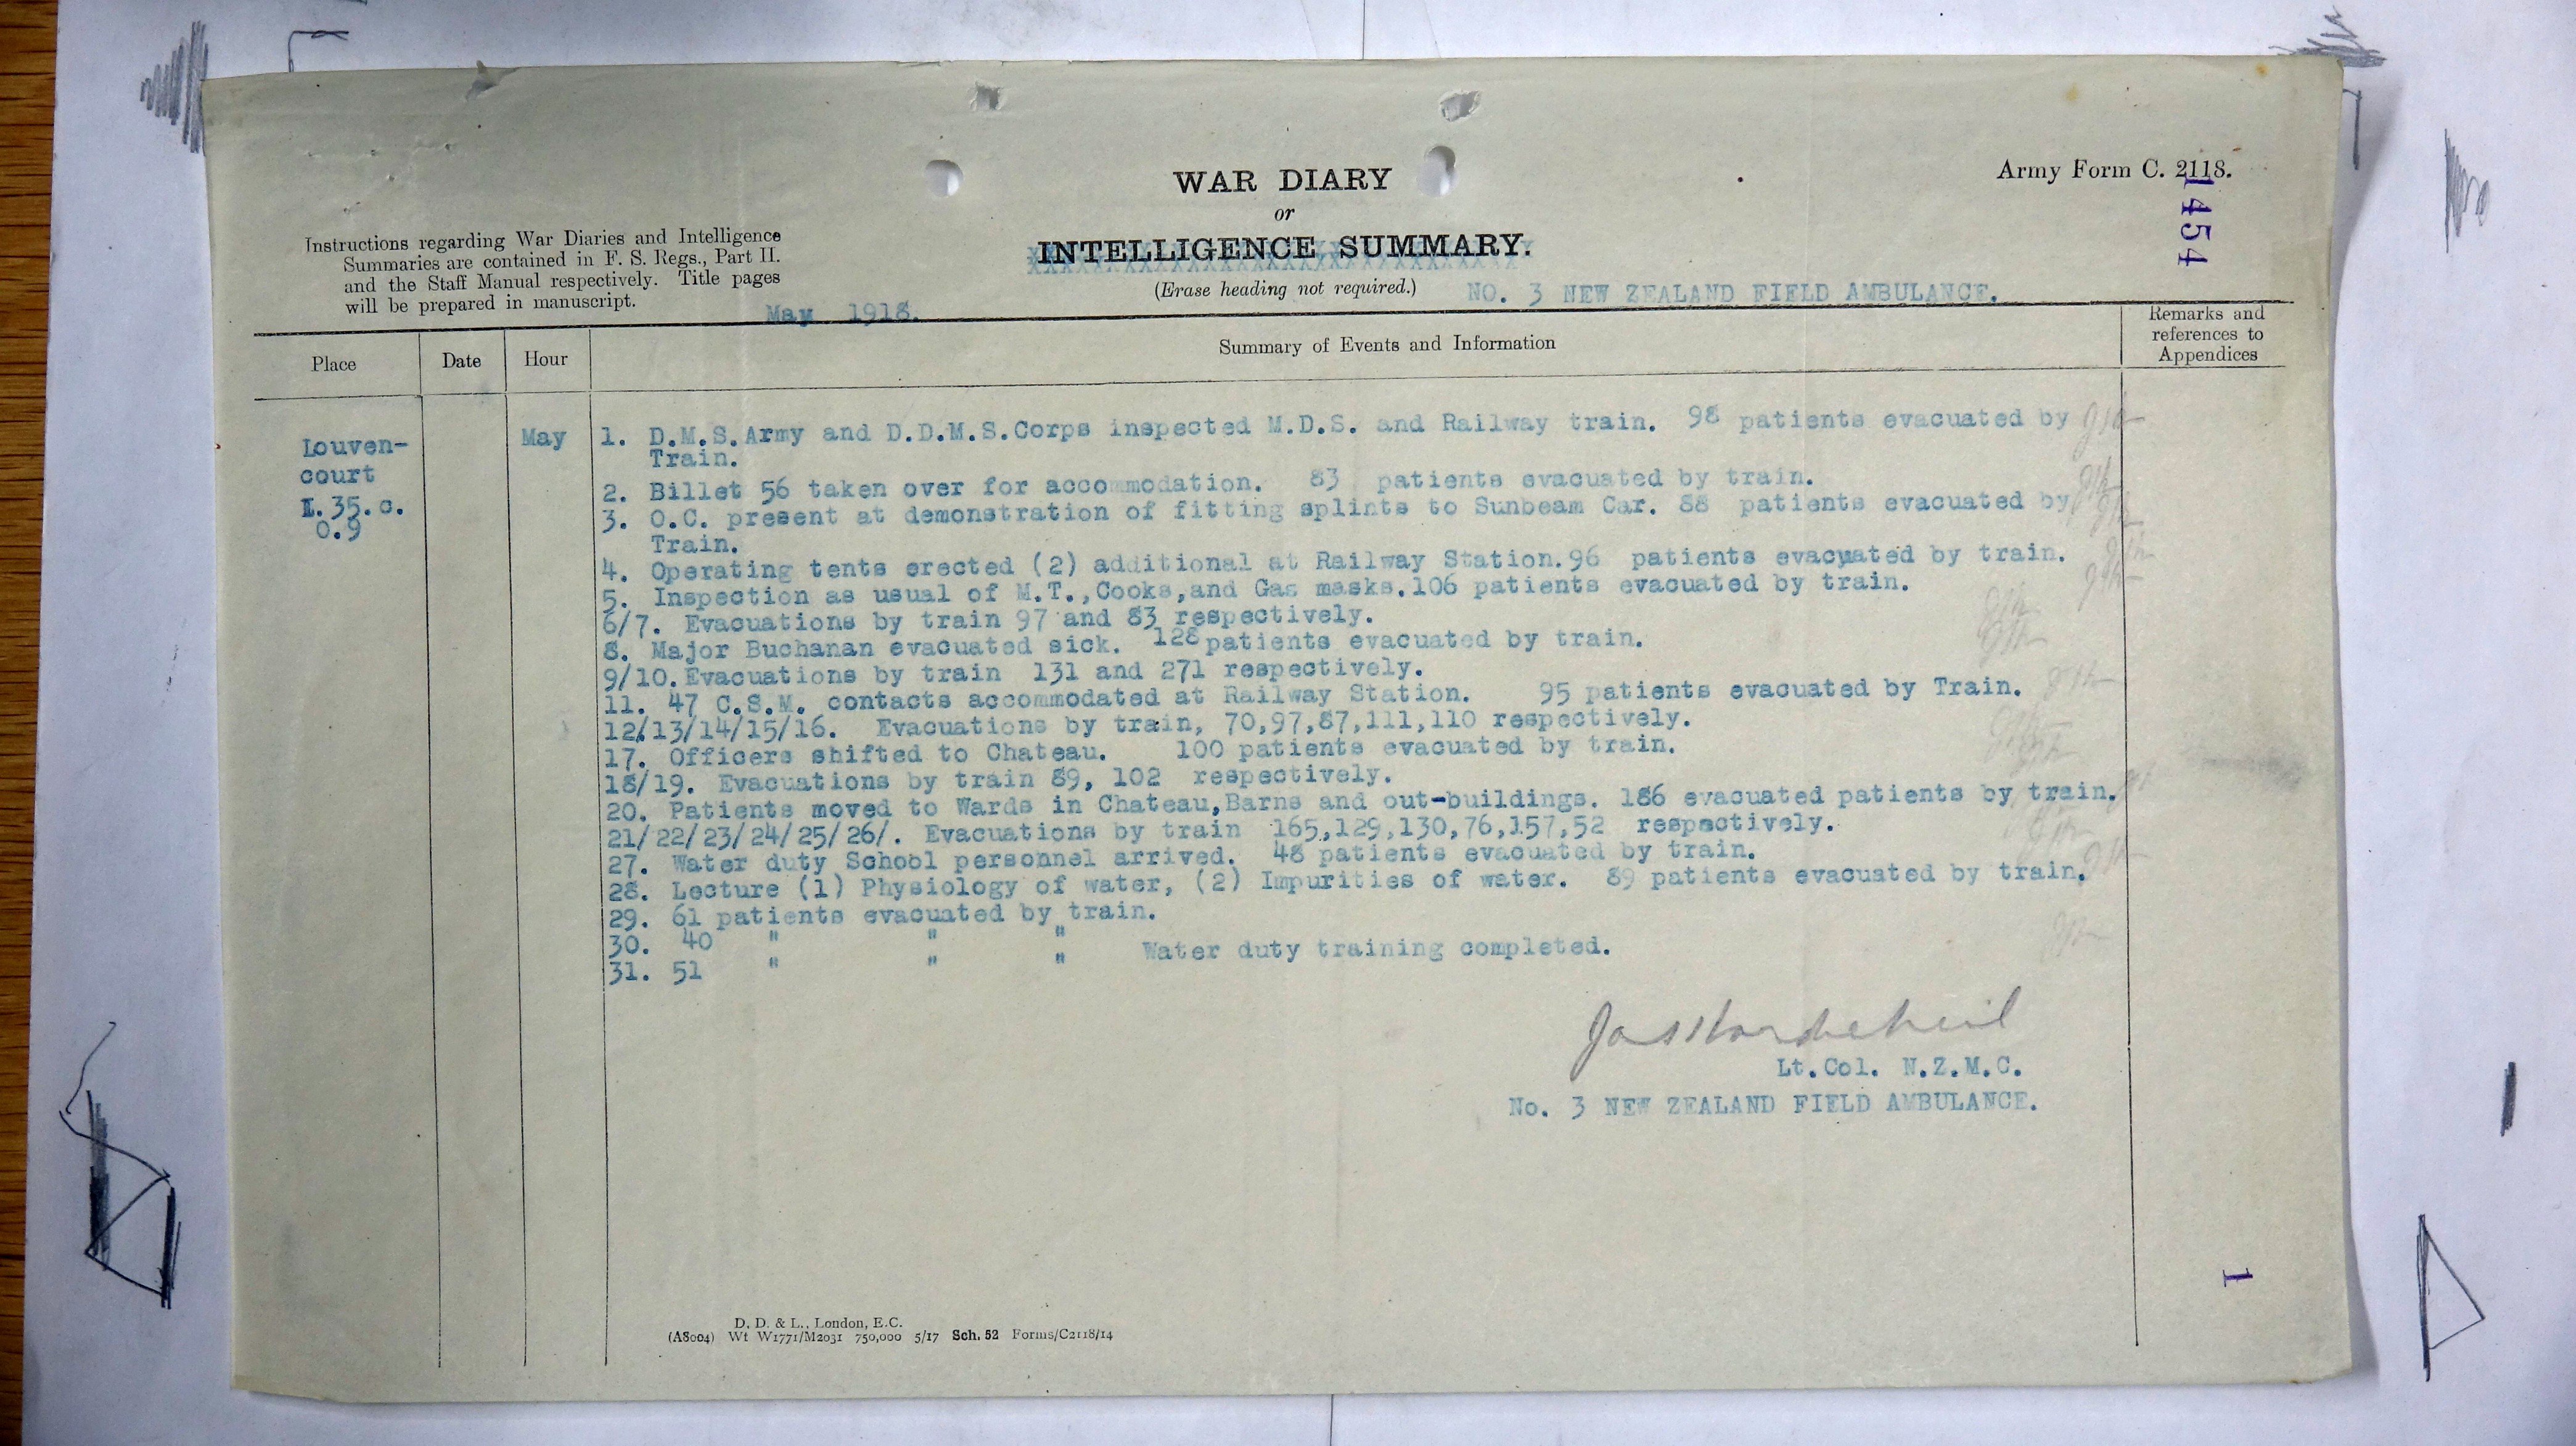 WAR DIARY
or
INTELLIGENCE SUMMARY.
(Erase heading not required.)
Army Form C. 2118.
1454
Instructions regarding War Diaries and Intelligence
Summaries are contained in F. S. Regs., Part II.
and the Staff Manual respectively. Title pages
will be prepared in manuscript.
May 1918.
NO. 3 NEW ZEALAND FIELD AMBULANCE.
Place Date Hour Summary of Events and Information Remarks and
references to
Appendices
Louven-
court
I.35.c.
0.9
May 1. D.M.S.Army and D.D.M.S.Corps inspected M.D.S. and Railway train. 98 patients evacuated by
Train.
2. Billet 56 taken over for accommodation. 83 patients evacuated by train.
3. O.C. present at demonstration of fitting splints to Sunbeam Car. 88 patients evacuated by
Train.
4. Operating tents erected (2) additional at Railway Station.96 patients evacuated by train.
5. Inspection as usual of M.T.,Cooks,and Gas masks.106 patients evacuated by train.
6/7. Evacuations by train 97 and 83 respectively.
8. Major Buchanan evacuated sick. 128 patients evacuated by train.
9/10.Evacuations by train 131 and 271 respectively.
11. 47 C.S.M. contacts accommodated at Railway Station. 95 patients evacuated by Train.
12/13/14/15/16. Evacuations by train, 70,97,87,111,110 respectively.
17. Officers shifted to Chateau. 100 patients evacuated by train.
18/19. Evacuations by train 89, 102 respectively.
20. Patients moved to Wards in Chateau,Barns and out-buildings. 186 evacuated patients by train.
21/22/23/24/25/26/. Evacuations by train 165,129,130,76,157,52 respectively.
27. Water duty School personnel arrived. 48 patients evacuated by train.
28. Lecture (1) Physiology of water, (2) Impurities of water. 89 patients evacuated by train.
29. 61 patients evacuated by train.
30. 40 " " "
31. 51 " " " Water duty training completed.
Lt.Col. N.Z.M.C.
No. 3 NEW ZEALAND FIELD AMBULANCE.
1
D. D. & L., London, E.C.
(A8004) Wt W1771/M2031 750,000 5/17 Sch. 52 Forms/C2118/14